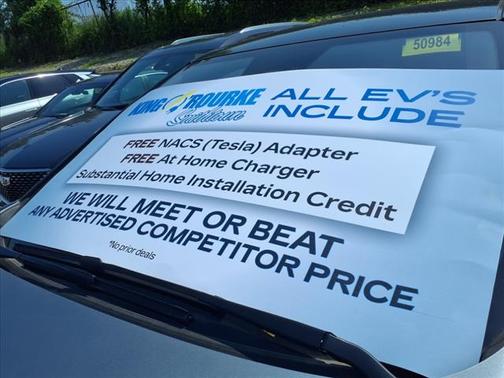 50984
KING O'ROURKE
ALL EV'S
INCLUDE
FREE NACS (Tesla) Adapter
FREE At Home Charger
Substantial Home Installation Credit
WE WILL MEET OR BEAT
ANY ADVERTISED COMPETITOR PRICE
*No prior deals